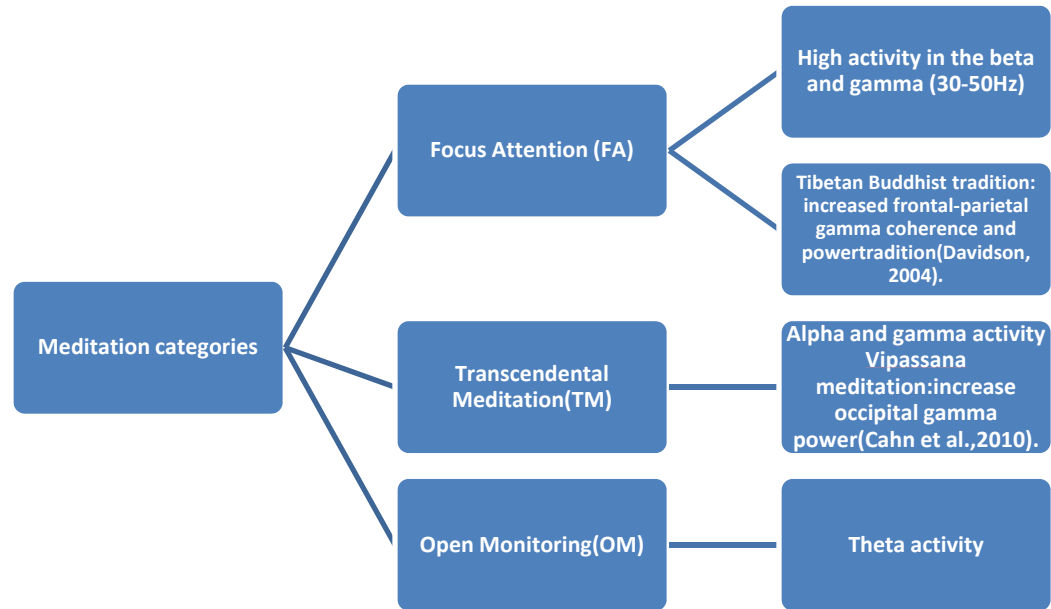 High activity in the beta
and gamma (30-50Hz)
Focus Attention (FA)
Tibetan Buddhist tradition:
increased frontal-parietal
gamma coherence and
powertradition(Davidson,
2004).
Meditation categories
Transcendental
Meditation(TM)
Alpha and gamma activity
Vipassana
meditation:increase
occipital gamma
power(Cahn et al.,2010).
Open Monitoring(OM)
Theta activity